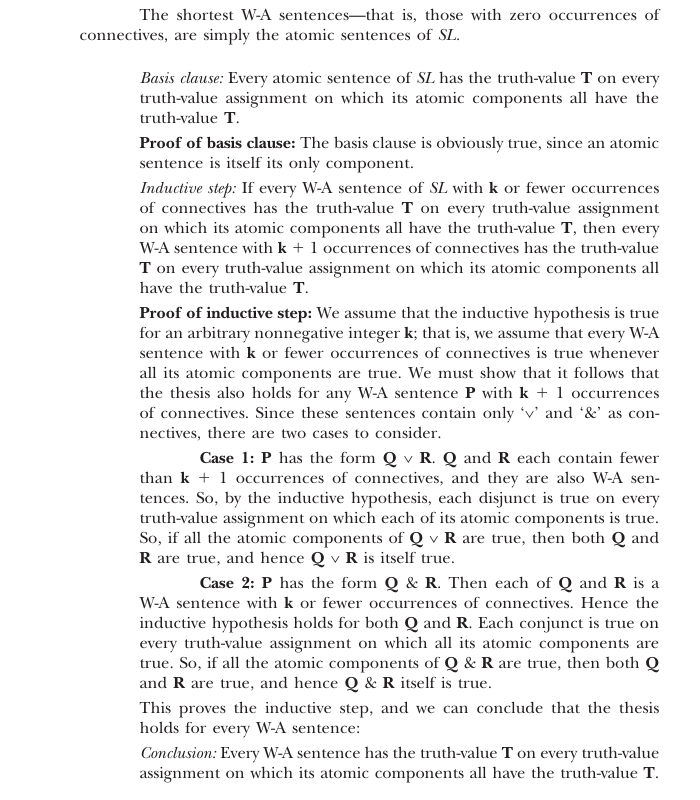 The shortest W-A sentences—that is, those with zero occurrences of
connectives, are simply the atomic sentences of SL.
Basis clause: Every atomic sentence of SL has the truth-value T on every
truth-value assignment on which its atomic components all have the
truth-value T.
Proof of basis clause: The basis clause is obviously true, since an atomic
sentence is itself its only component.
Inductive step: If every W-A sentence of SL with k or fewer occurrences
of connectives has the truth-value T on every truth-value assignment
on which its atomic components all have the truth-value T, then every
W-A sentence with k + 1 occurrences of connectives has the truth-value
T on every truth-value assignment on which its atomic components all
have the truth-value T.
Proof of inductive step: We assume that the inductive hypothesis is true
for an arbitrary nonnegative integer k; that is, we assume that every W-A
sentence with k or fewer occurrences of connectives is true whenever
all its atomic components are true. We must show that it follows that
the thesis also holds for any W-A sentence P with k + 1 occurrences
of connectives. Since these sentences contain only ‘∨’ and ‘&’ as con-
nectives, there are two cases to consider.
Case 1: P has the form Q ∨ R. Q and R each contain fewer
than k + 1 occurrences of connectives, and they are also W-A sen-
tences. So, by the inductive hypothesis, each disjunct is true on every
truth-value assignment on which each of its atomic components is true.
So, if all the atomic components of Q ∨ R are true, then both Q and
R are true, and hence Q ∨ R is itself true.
Case 2: P has the form Q & R. Then each of Q and R is a
W-A sentence with k or fewer occurrences of connectives. Hence the
inductive hypothesis holds for both Q and R. Each conjunct is true on
every truth-value assignment on which all its atomic components are
true. So, if all the atomic components of Q & R are true, then both Q
and R are true, and hence Q & R itself is true.
This proves the inductive step, and we can conclude that the thesis
holds for every W-A sentence:
Conclusion: Every W-A sentence has the truth-value T on every truth-value
assignment on which its atomic components all have the truth-value T.